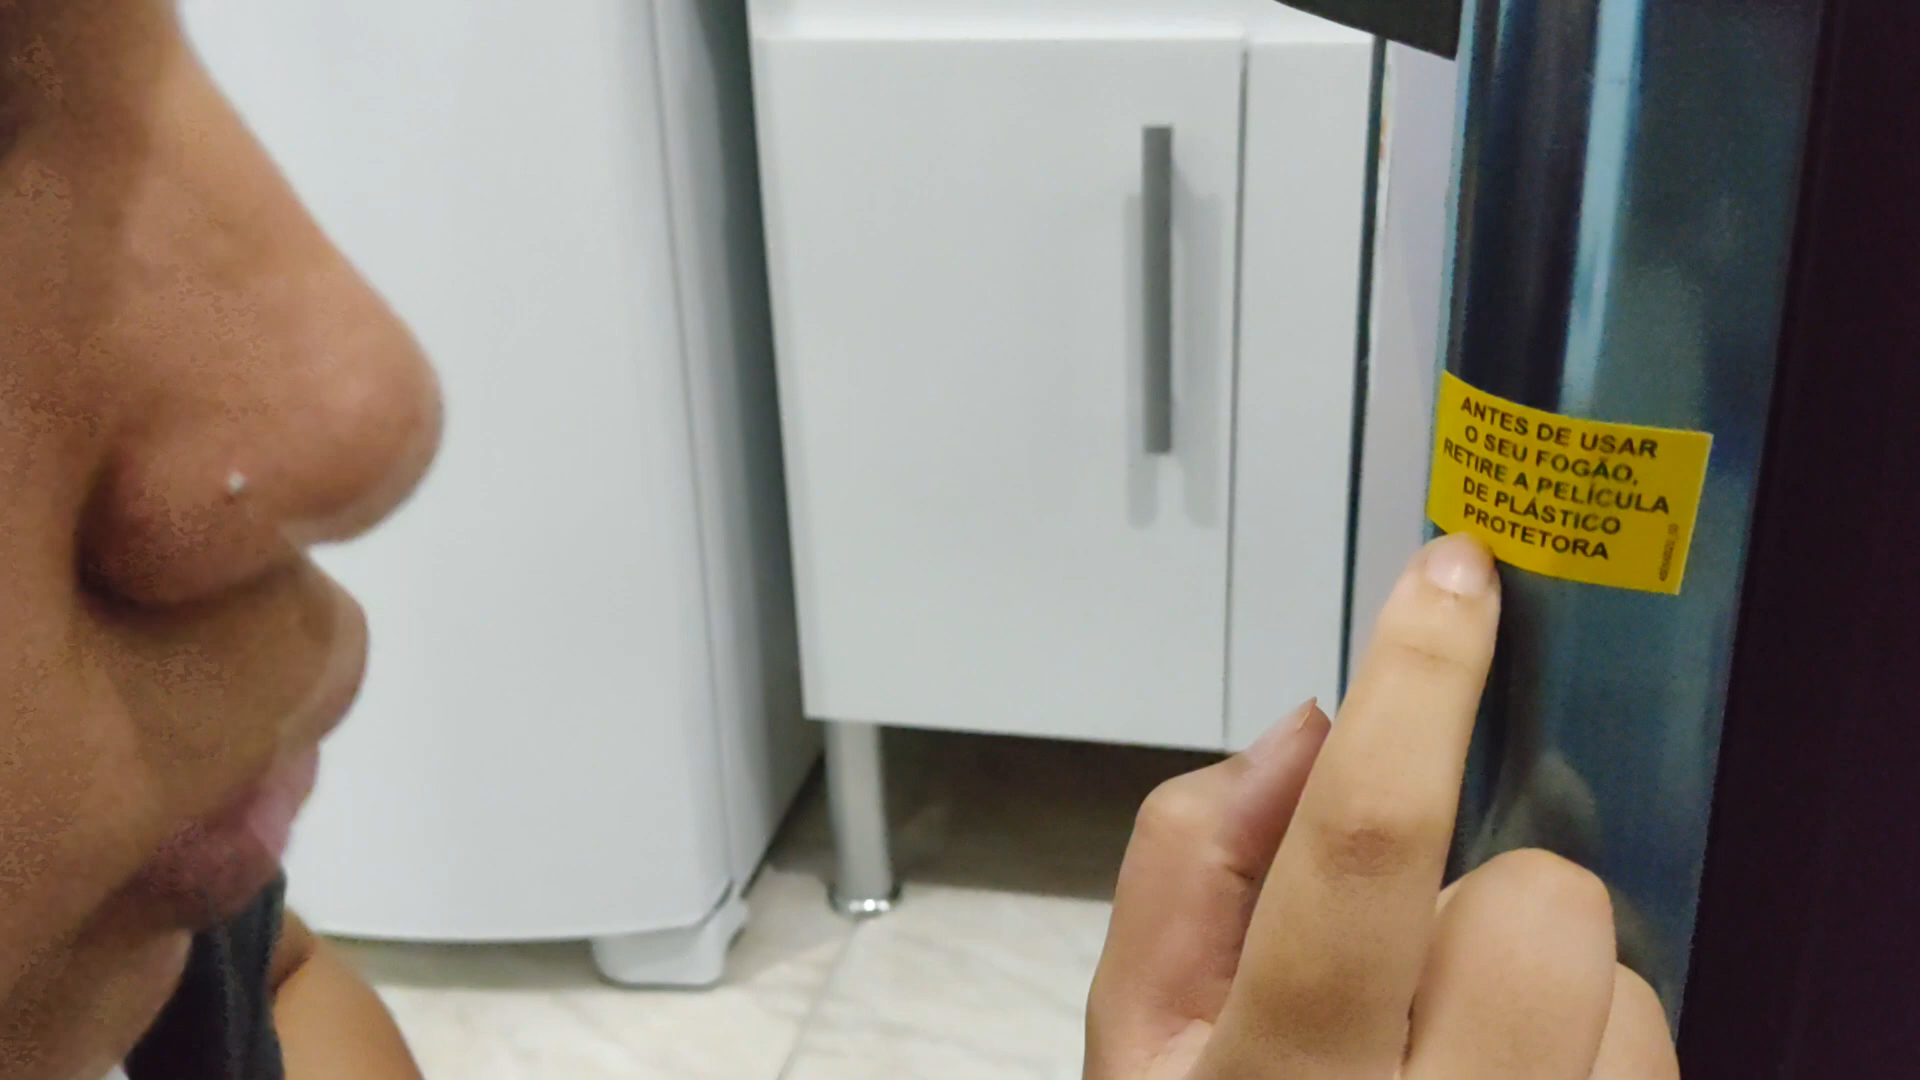 ANTES DE USAR
O SEU FOGÃO,
RETIRE A PELÍCULA
DE PLÁSTICO
PROTETORA